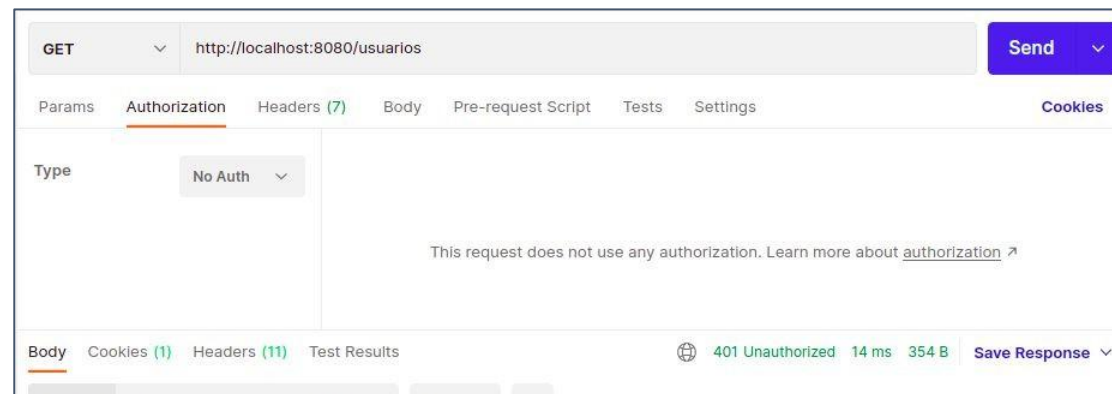 GET http://localhost:8080/usuarios Send
Params Authorization Headers (7) Body Pre-request Script Tests Settings Cookies
Type No Auth
This request does not use any authorization. Learn more about authorization ↗
Body Cookies (1) Headers (11) Test Results 401 Unauthorized 14 ms 354 B Save Response